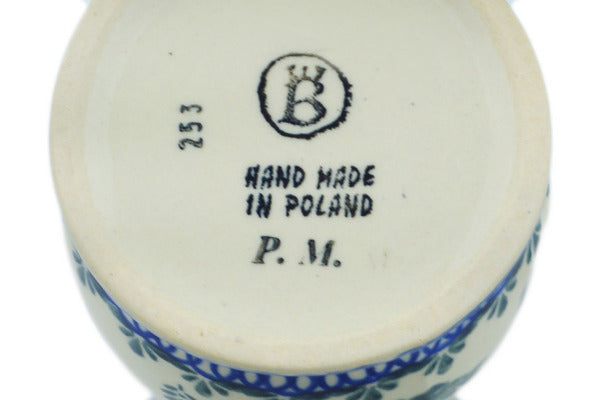 B
253
HAND MADE
IN POLAND
P. M.